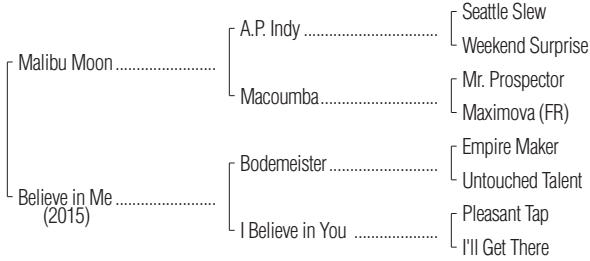 Seattle Slew
A.P. Indy
Weekend Surprise
Malibu Moon
Mr. Prospector
Macoumba
Maximova (FR)
Empire Maker
Bodemeister
Untouched Talent
Believe in Me
(2015)
Pleasant Tap
I Believe in You
I'll Get There